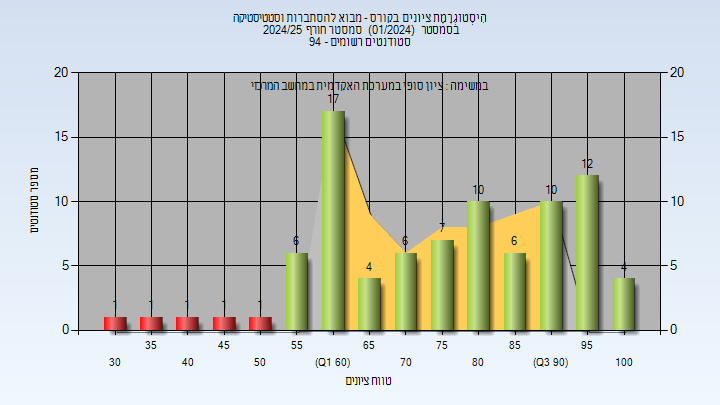 היסטוגרמת ציונים בקורס - מבוא להסתברות וסטטיסטיקה
בסמסטר (01/2024) סמסטר חורף 2024/25
סטודנטים רשומים - 94
במשימה : ציון סופי במערכת האקדמית במחשב המרכזי
20 20
15 15
10 10
5 5
0 0
מספר סטודנטים
1 1 1 1 1 6 17 4 6 7 10 6 10 12 4
35 45 55 65 75 85 95
30 40 50 (Q1 60) 70 80 (Q3 90) 100
טווח ציונים